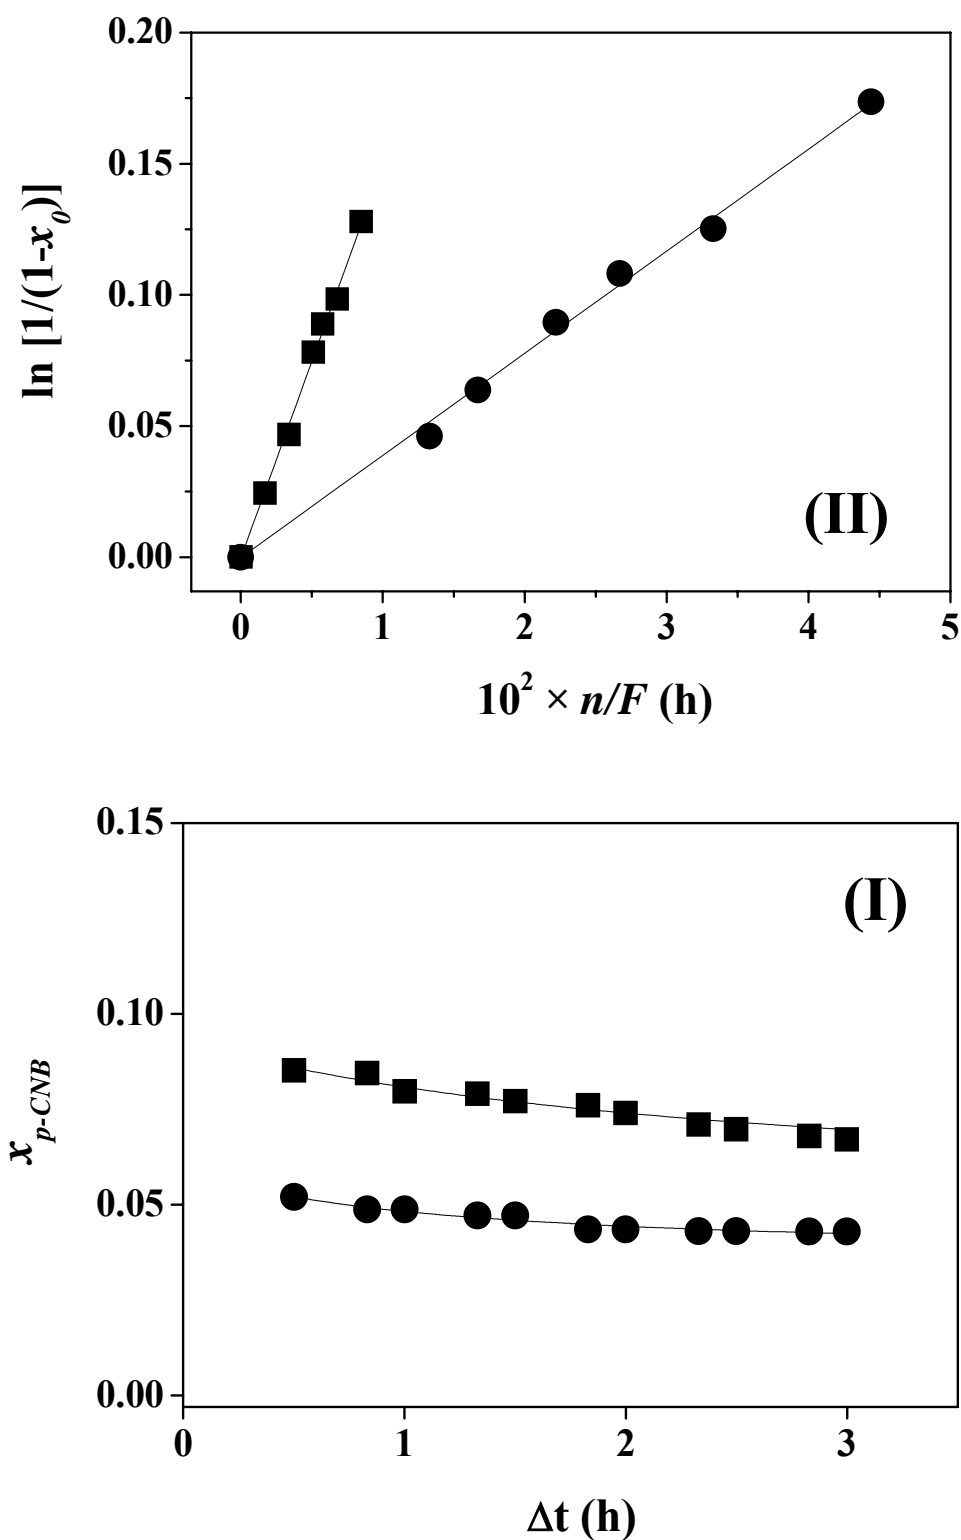 0.20
0.15
0.10
0.05
0.00
ln [1/(1-x₀)]
(II)
0 1 2 3 4 5
10² × n/F (h)
0.15
0.10
0.05
0.00
x p-CNB
(I)
0 1 2 3
Δt (h)